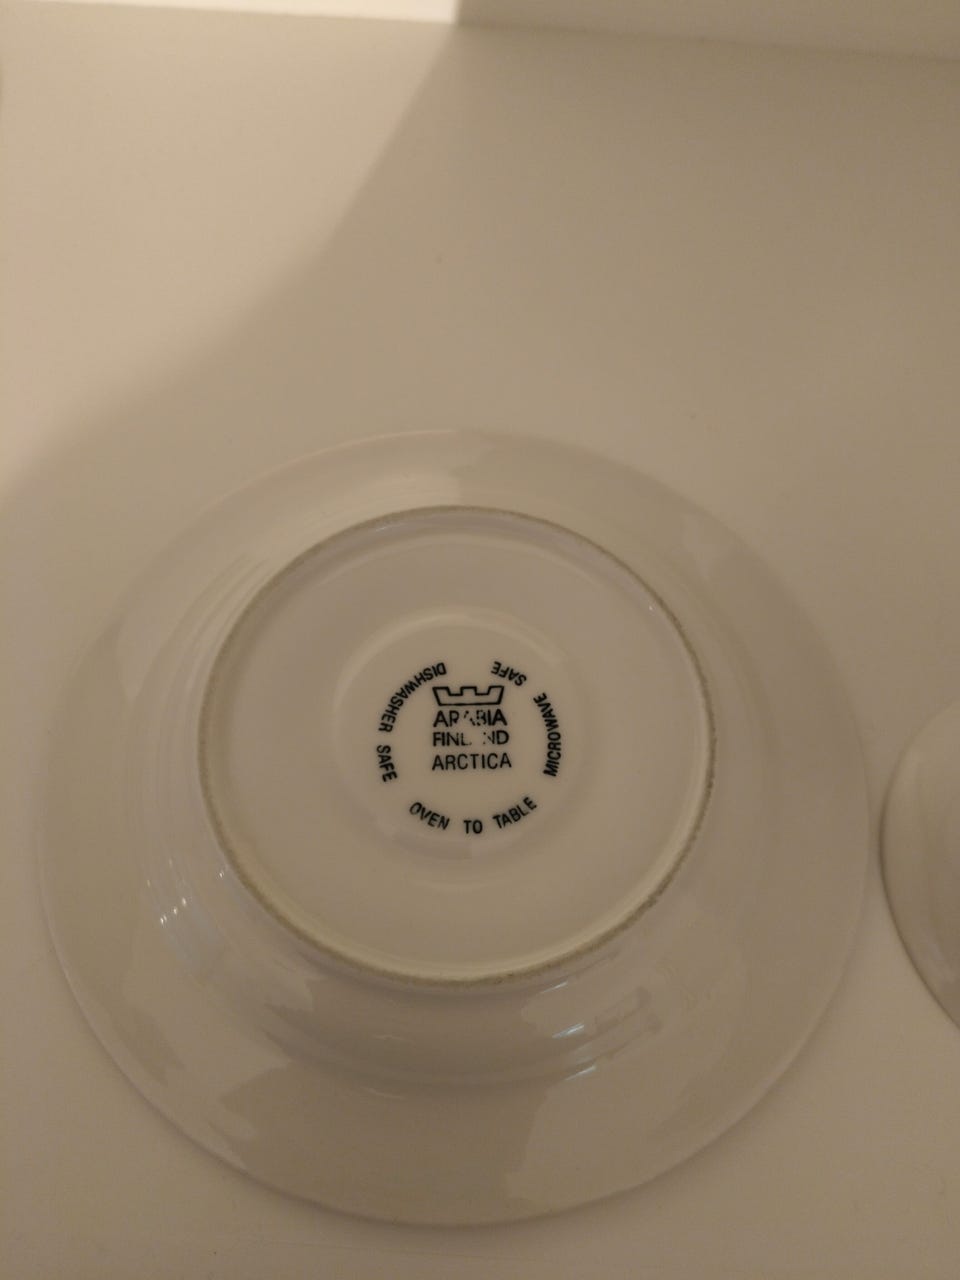 ARABIA
FINLAND
ARCTICA
DISHWASHER SAFE
OVEN TO TABLE
MICROWAVE SAFE